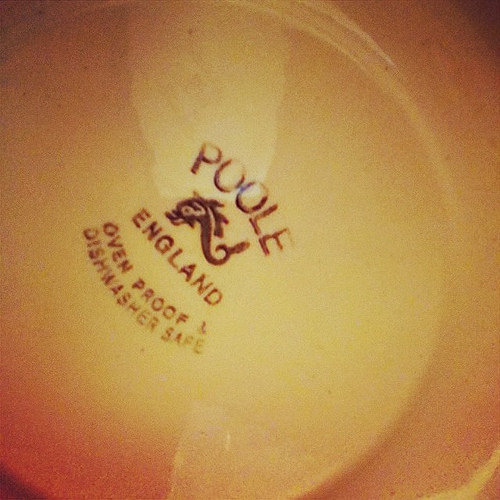 POOLE
ENGLAND
OVEN PROOF &
DISHWASHER SAFE